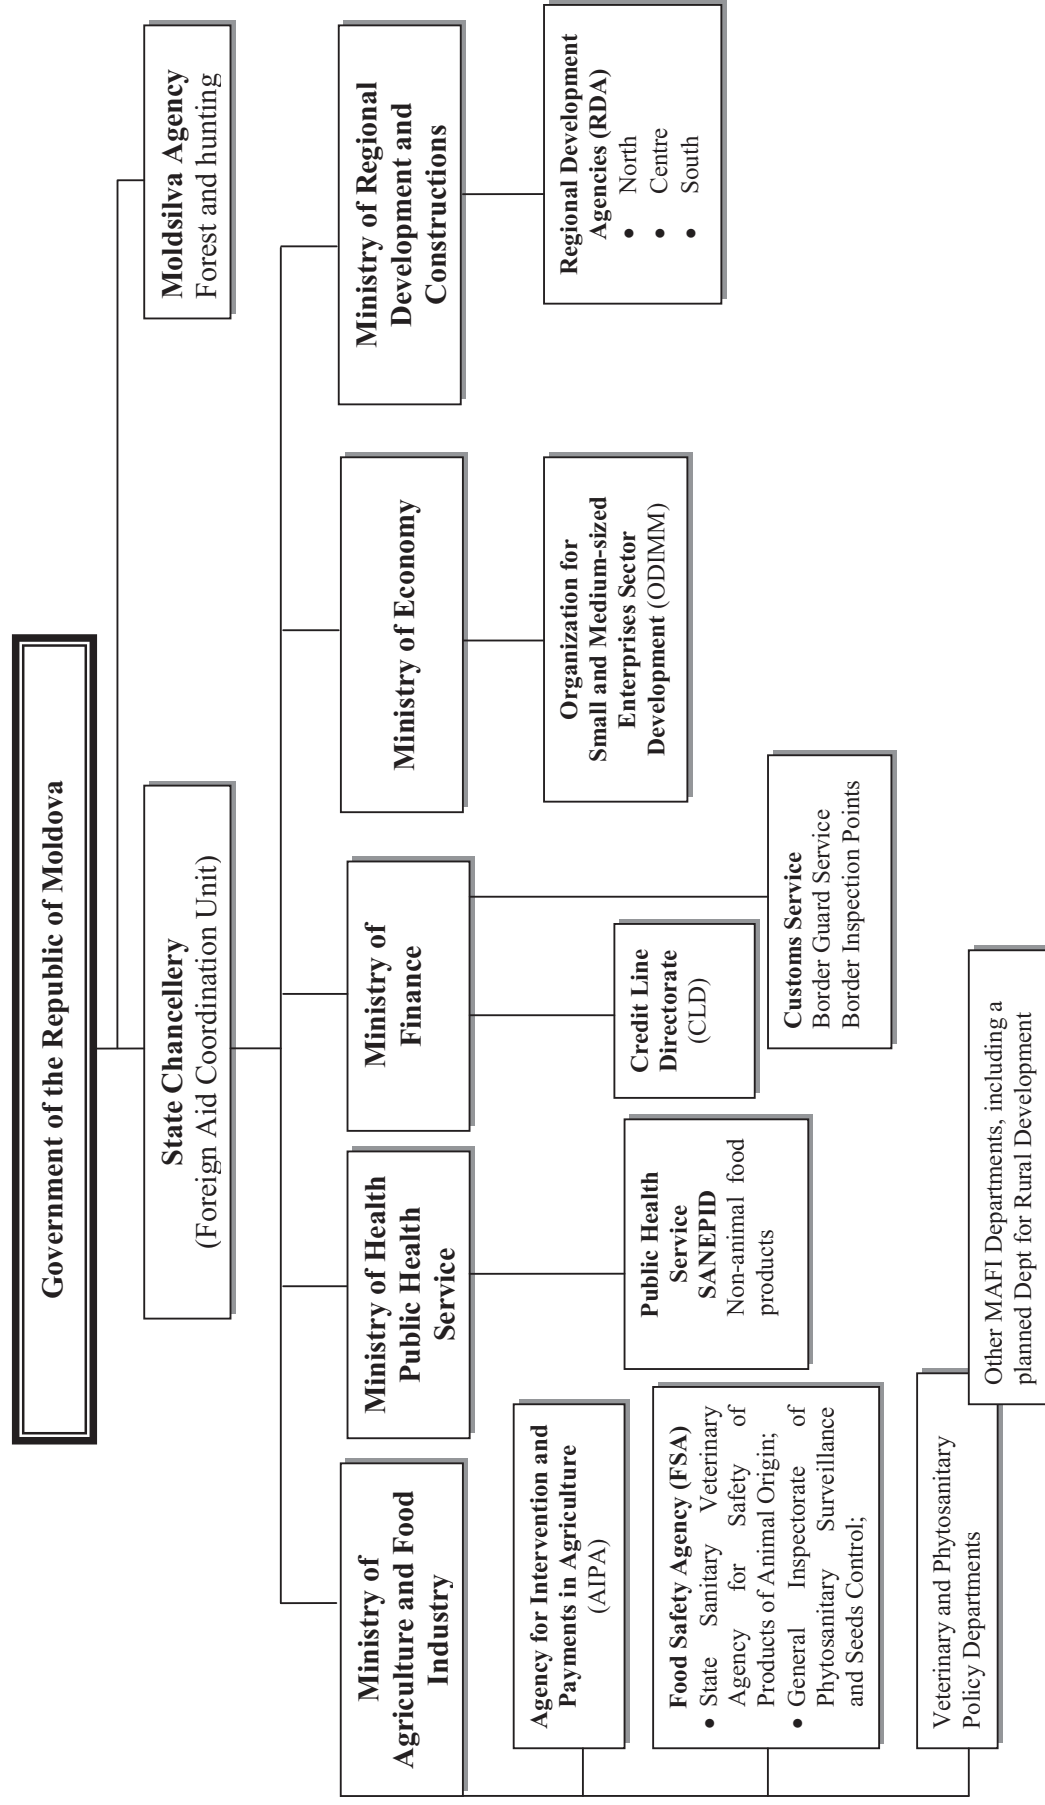 Government of the Republic of Moldova
State Chancellery
(Foreign Aid Coordination Unit)
Moldsilva Agency
Forest and hunting
Ministry of
Agriculture and Food
Industry
Ministry of Health
Public Health
Service
Ministry of
Finance
Ministry of Economy
Ministry of Regional
Development and
Constructions
Agency for Intervention and
Payments in Agriculture
(AIPA)
Food Safety Agency (FSA)
• State Sanitary Veterinary
Agency for Safety of
Products of Animal Origin;
• General Inspectorate of
Phytosanitary Surveillance
and Seeds Control;
Veterinary and Phytosanitary
Policy Departments
Other MAFI Departments, including a
planned Dept for Rural Development
Public Health
Service
SANEPID
Non-animal food
products
Credit Line
Directorate
(CLD)
Customs Service
Border Guard Service
Border Inspection Points
Organization for
Small and Medium-sized
Enterprises Sector
Development (ODIMM)
Regional Development
Agencies (RDA)
• North
• Centre
• South